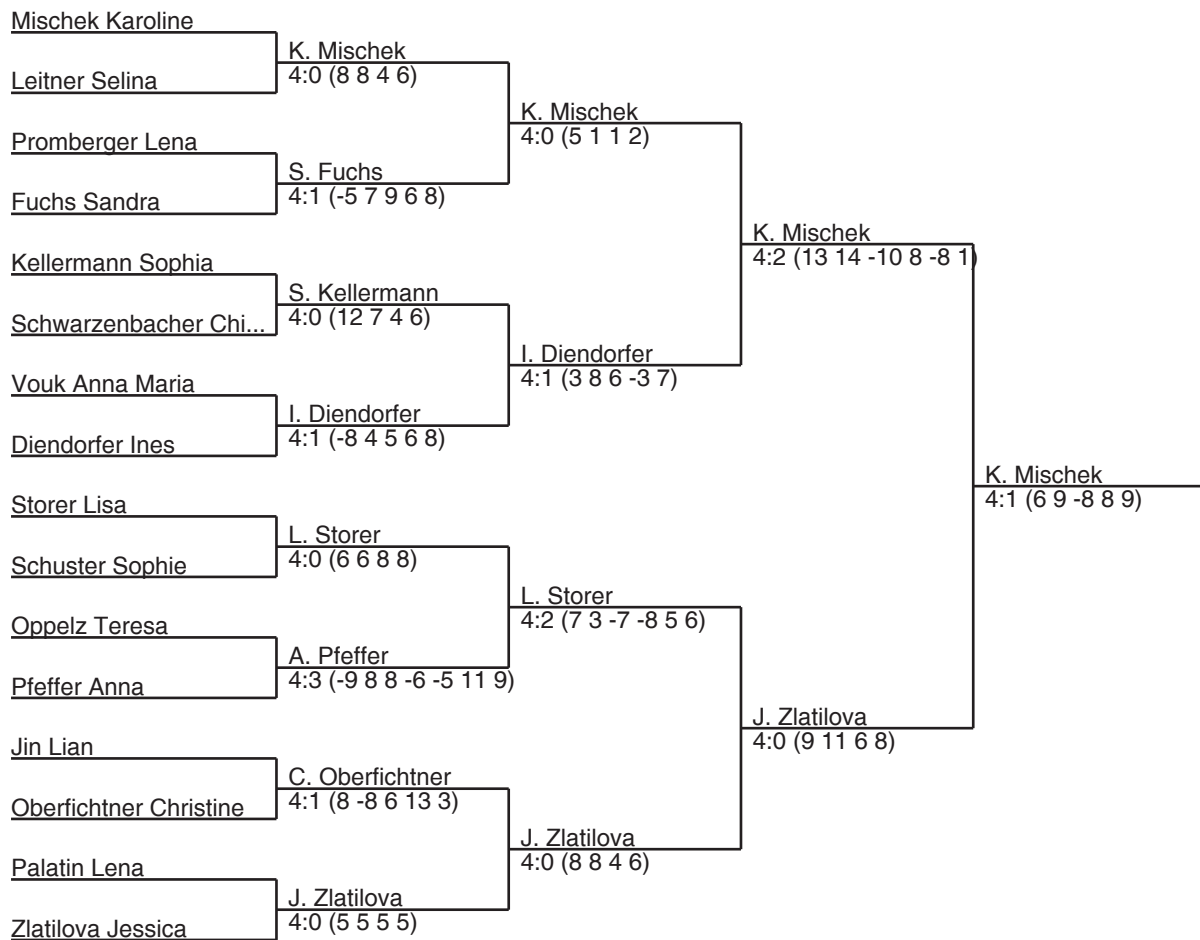 Mischek Karoline
K. Mischek
4:0 (8 8 4 6)
Leitner Selina
K. Mischek
4:0 (5 1 1 2)
Promberger Lena
S. Fuchs
4:1 (-5 7 9 6 8)
Fuchs Sandra
K. Mischek
4:2 (13 14 -10 8 -8 1)
Kellermann Sophia
S. Kellermann
4:0 (12 7 4 6)
Schwarzenbacher Chi...
I. Diendorfer
4:1 (3 8 6 -3 7)
Vouk Anna Maria
I. Diendorfer
4:1 (-8 4 5 6 8)
Diendorfer Ines
K. Mischek
4:1 (6 9 -8 8 9)
Storer Lisa
L. Storer
4:0 (6 6 8 8)
Schuster Sophie
L. Storer
4:2 (7 3 -7 -8 5 6)
Oppelz Teresa
A. Pfeffer
4:3 (-9 8 8 -6 -5 11 9)
Pfeffer Anna
J. Zlatilova
4:0 (9 11 6 8)
Jin Lian
C. Oberfichtner
4:1 (8 -8 6 13 3)
Oberfichtner Christine
J. Zlatilova
4:0 (8 8 4 6)
Palatin Lena
J. Zlatilova
4:0 (5 5 5 5)
Zlatilova Jessica